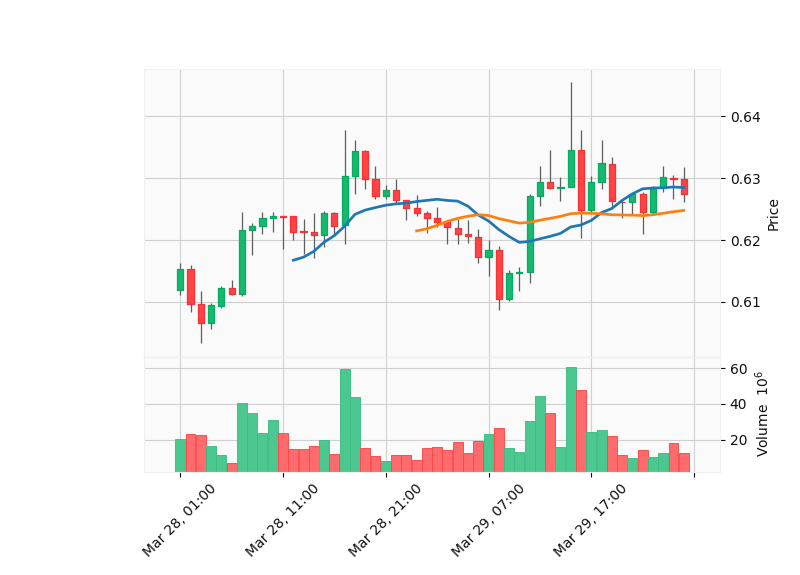 0.64
0.63
0.62
0.61
Price
60
40
20
Volume 10^6
Mar 28, 01:00
Mar 28, 11:00
Mar 28, 21:00
Mar 29, 07:00
Mar 29, 17:00